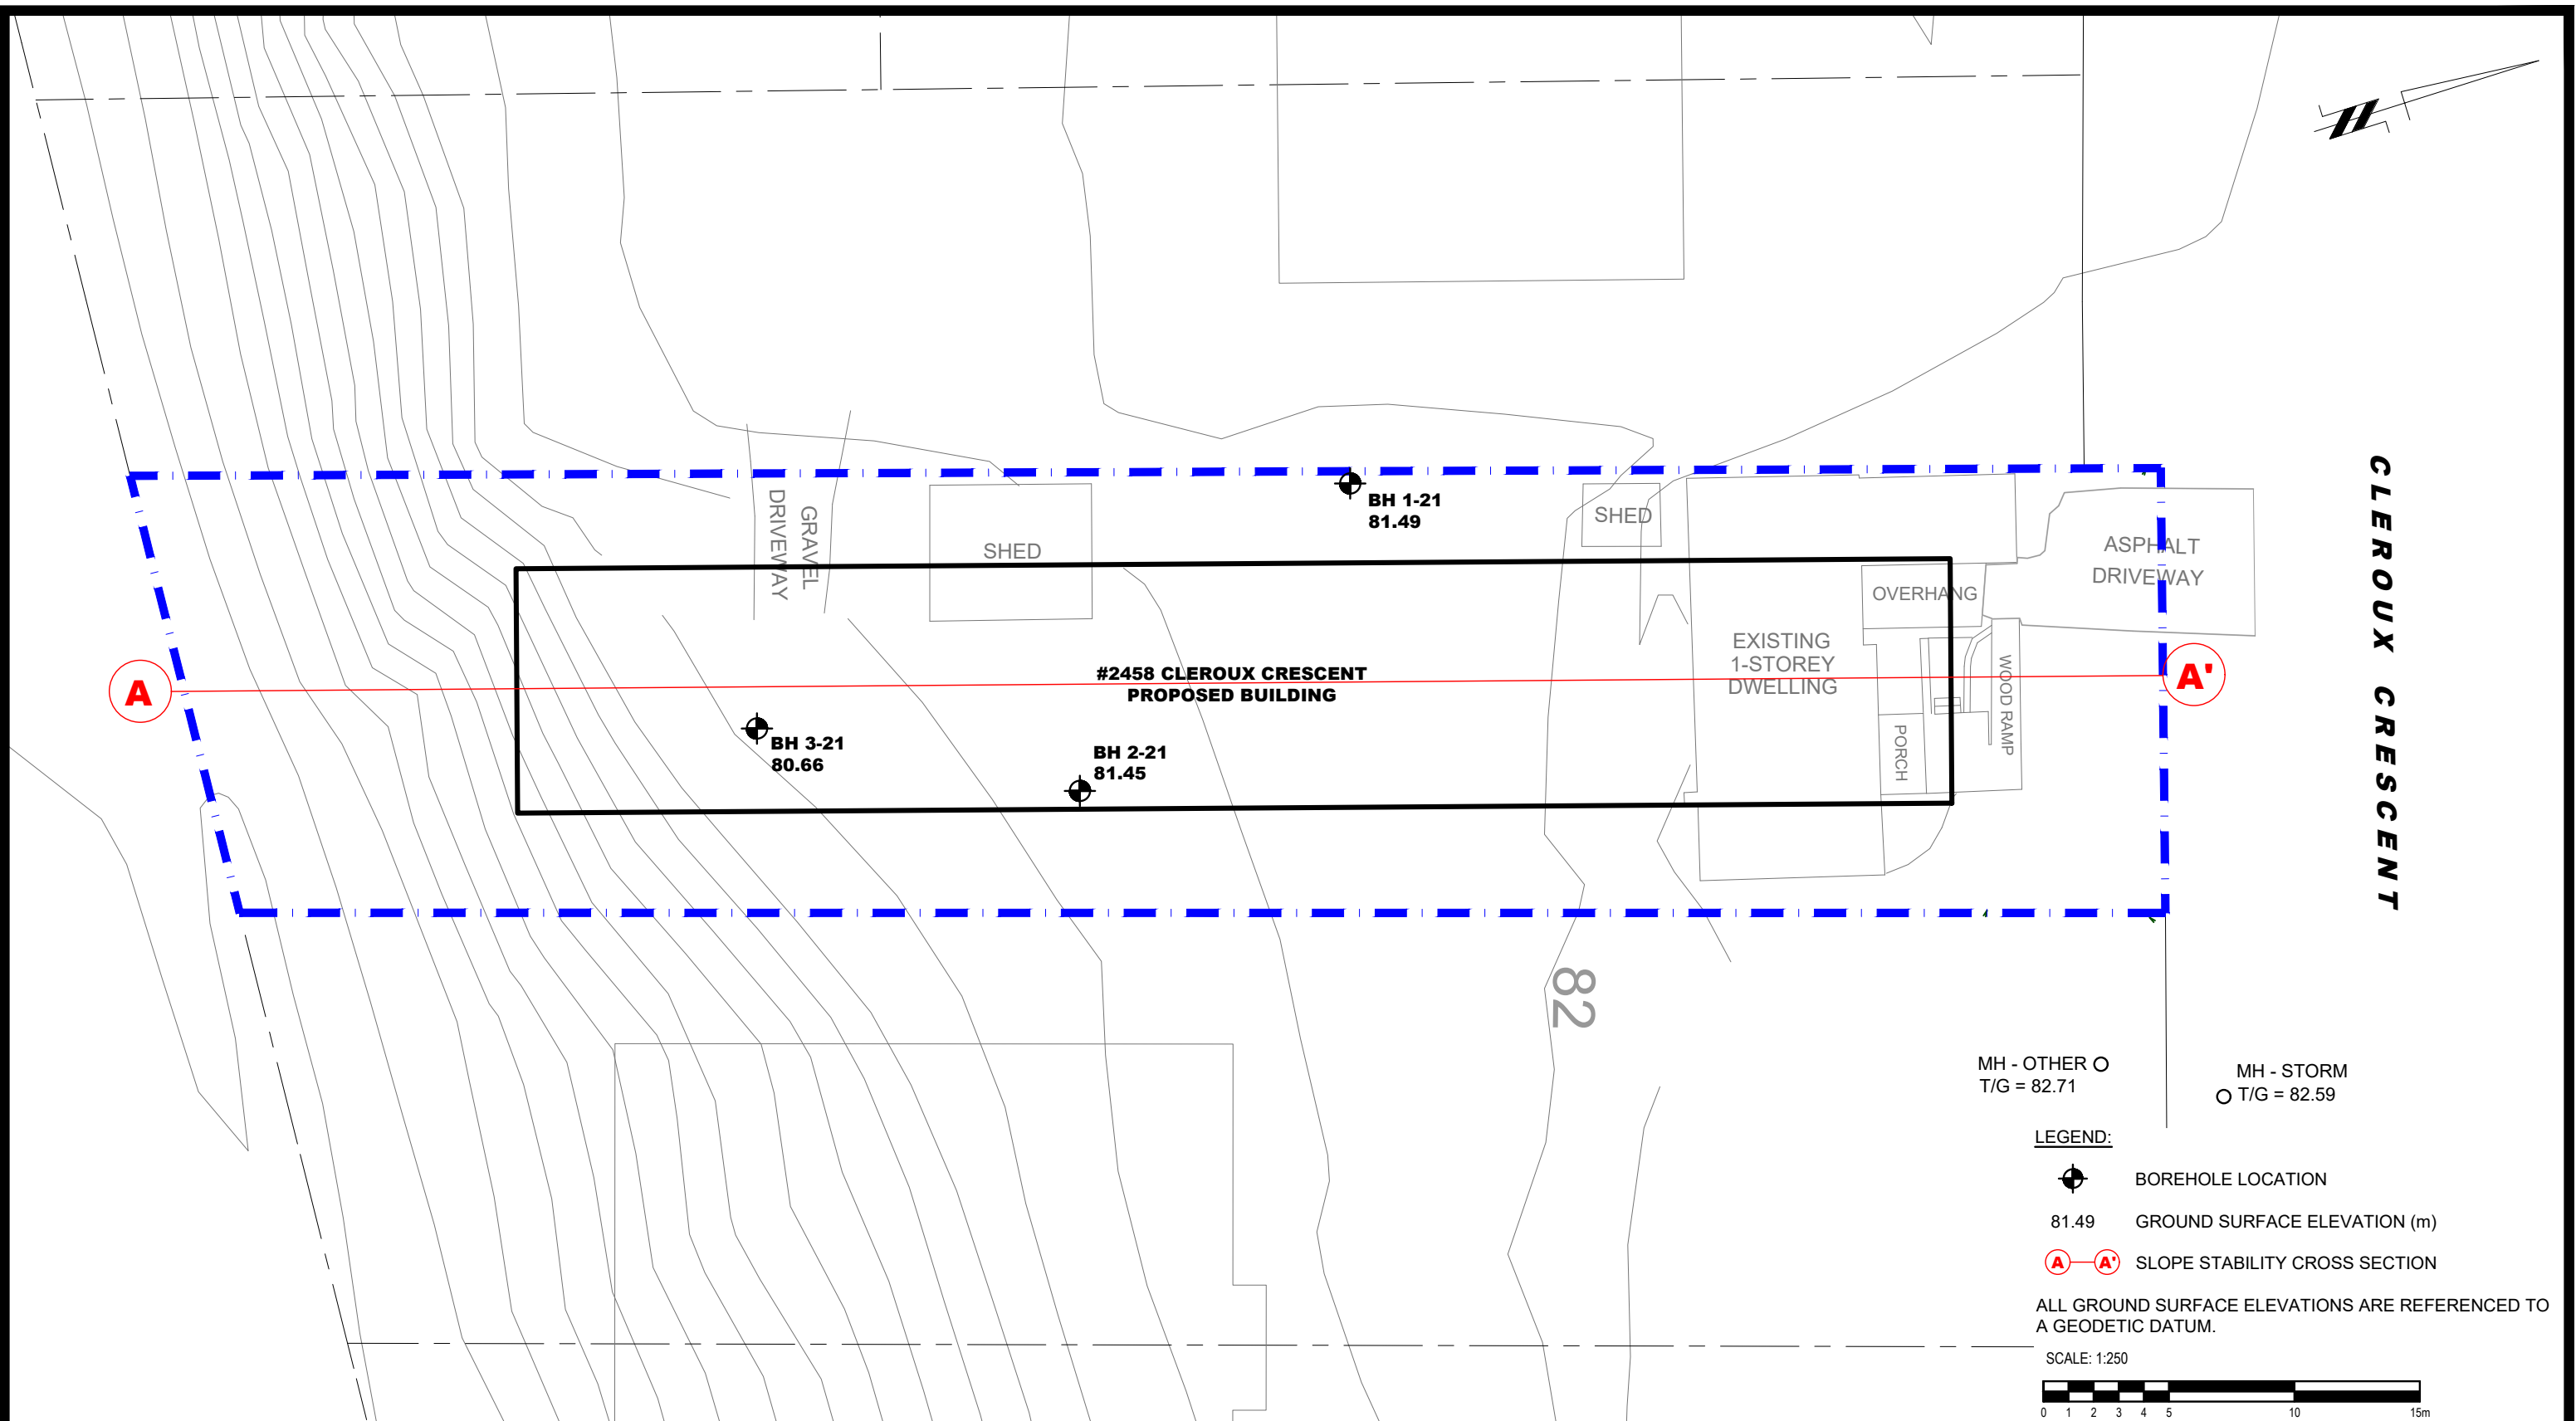 BH 1-21
81.49
GRAVEL
DRIVEWAY
SHED
SHED
ASPHALT
DRIVEWAY
OVERHANG
EXISTING
1-STOREY
DWELLING
WOOD RAMP
PORCH
#2458 CLEROUX CRESCENT
PROPOSED BUILDING
A
A'
BH 3-21
80.66
BH 2-21
81.45
CLEROUX CRESCENT
82
MH - OTHER
T/G = 82.71
MH - STORM
T/G = 82.59
LEGEND:
BOREHOLE LOCATION
81.49 GROUND SURFACE ELEVATION (m)
A A' SLOPE STABILITY CROSS SECTION
ALL GROUND SURFACE ELEVATIONS ARE REFERENCED TO
A GEODETIC DATUM.
SCALE: 1:250
0 1 2 3 4 5 10 15m